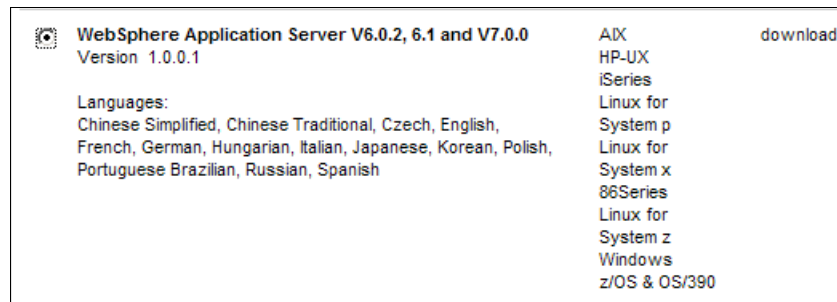 WebSphere Application Server V6.0.2, 6.1 and V7.0.0
Version 1.0.0.1
Languages:
Chinese Simplified, Chinese Traditional, Czech, English,
French, German, Hungarian, Italian, Japanese, Korean, Polish,
Portuguese Brazilian, Russian, Spanish
AIX
HP-UX
iSeries
Linux for
System p
Linux for
System x
86Series
Linux for
System z
Windows
z/OS & OS/390
download